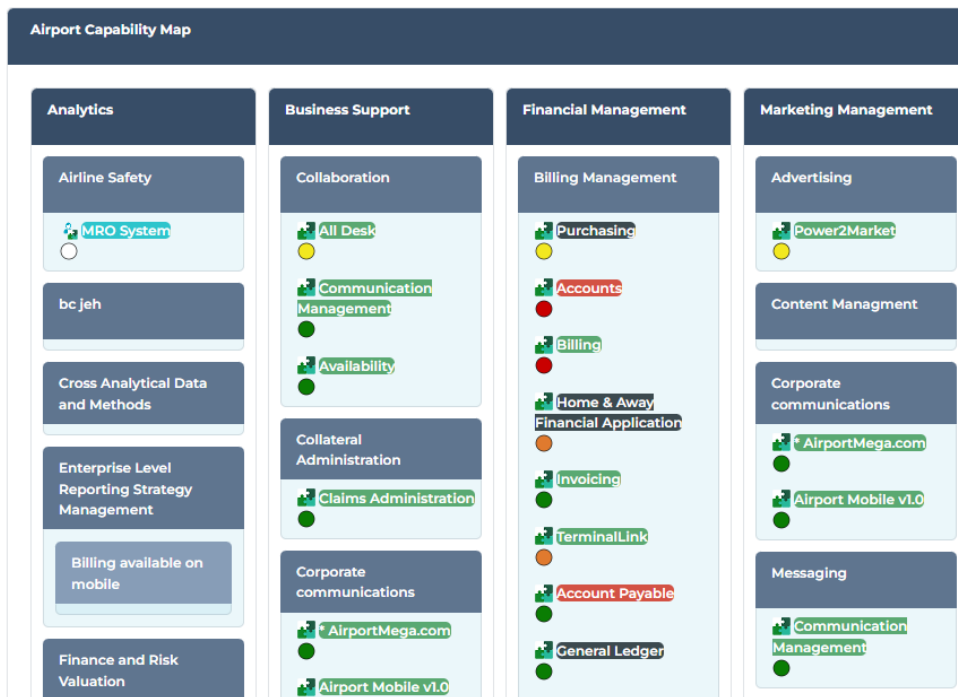 Airport Capability Map
Analytics
Airline Safety
MRO System
bc jeh
Cross Analytical Data
and Methods
Enterprise Level
Reporting Strategy
Management
Billing available on
mobile
Finance and Risk
Valuation
Business Support
Collaboration
All Desk
Communication
Management
Availability
Collateral
Administration
Claims Administration
Corporate
communications
* AirportMega.com
Airport Mobile v1.0
Financial Management
Billing Management
Purchasing
Accounts
Billing
Home & Away
Financial Application
Invoicing
TerminalLink
Account Payable
General Ledger
Marketing Management
Advertising
Power2Market
Content Managment
Corporate
communications
* AirportMega.com
Airport Mobile v1.0
Messaging
Communication
Management